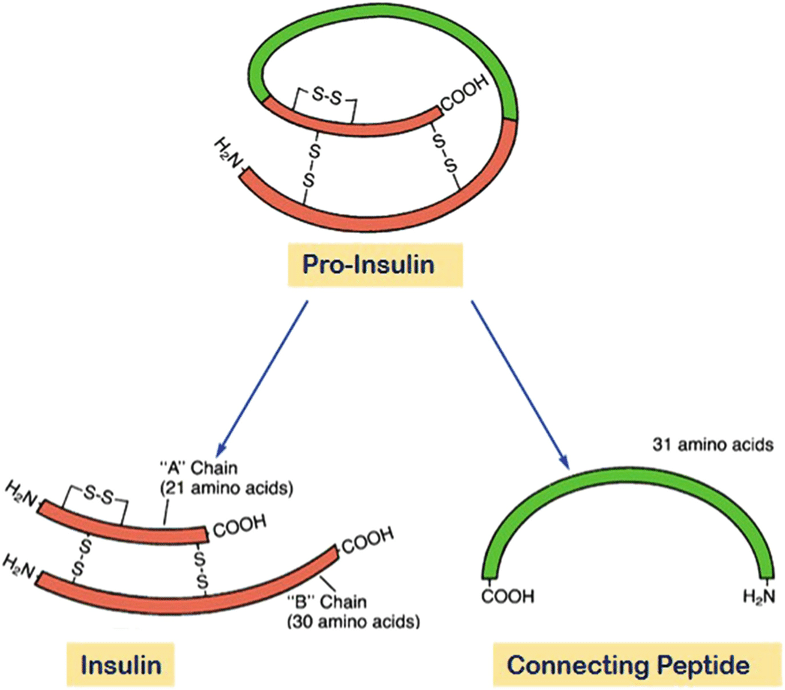 S-S
COOH
H₂N
S
S
S
S
Pro-Insulin
"A" Chain
(21 amino acids)
31 amino acids
H₂N
S-S
COOH
S
S
S
S
H₂N
COOH
"B" Chain
(30 amino acids)
COOH
H₂N
Insulin
Connecting Peptide